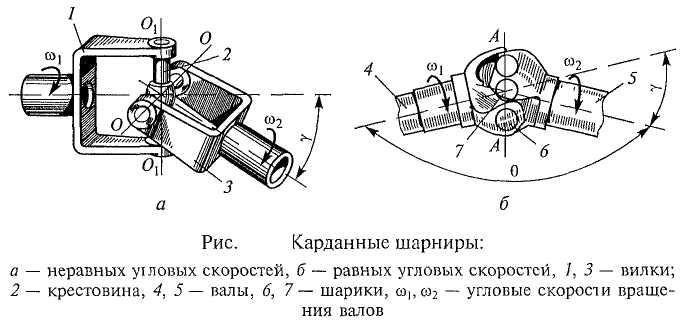 1
O₁
O
2
ω₁
ω₂
γ
O
O₁
3
а
A
4
ω₁
ω₂
5
γ
7
A
6
θ
б
Рис. Карданные шарниры:
а — неравных угловых скоростей, б — равных угловых скоростей, 1, 3 — вилки;
2 — крестовина, 4, 5 — валы, 6, 7 — шарики, ω₁, ω₂ — угловые скорости враще-
ния валов